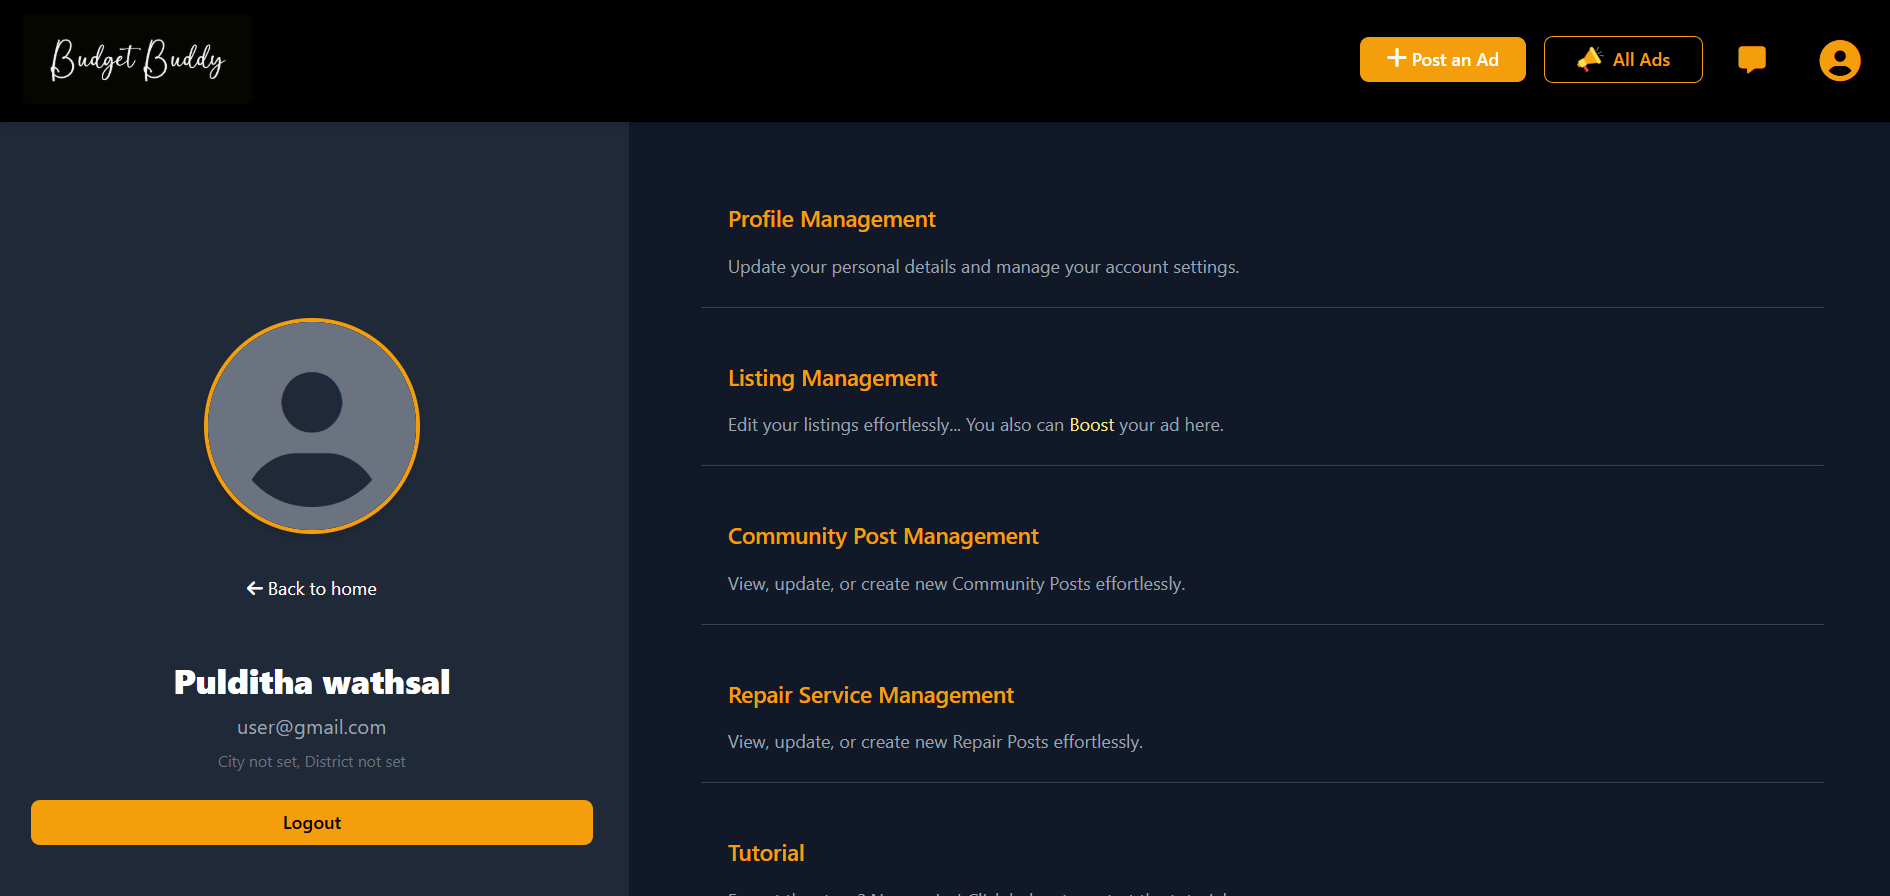 Budget Buddy
Post an Ad
All Ads
Back to home
Pulditha wathsal
user@gmail.com
City not set, District not set
Logout
Profile Management
Update your personal details and manage your account settings.
Listing Management
Edit your listings effortlessly... You also can Boost your ad here.
Community Post Management
View, update, or create new Community Posts effortlessly.
Repair Service Management
View, update, or create new Repair Posts effortlessly.
Tutorial